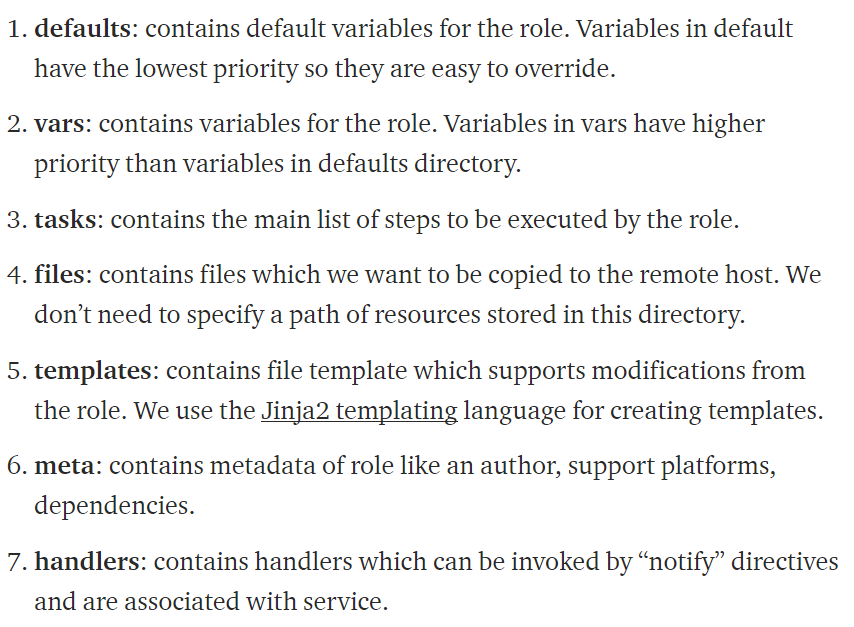 1. defaults: contains default variables for the role. Variables in default
have the lowest priority so they are easy to override.
2. vars: contains variables for the role. Variables in vars have higher
priority than variables in defaults directory.
3. tasks: contains the main list of steps to be executed by the role.
4. files: contains files which we want to be copied to the remote host. We
don’t need to specify a path of resources stored in this directory.
5. templates: contains file template which supports modifications from
the role. We use the Jinja2 templating language for creating templates.
6. meta: contains metadata of role like an author, support platforms,
dependencies.
7. handlers: contains handlers which can be invoked by “notify” directives
and are associated with service.